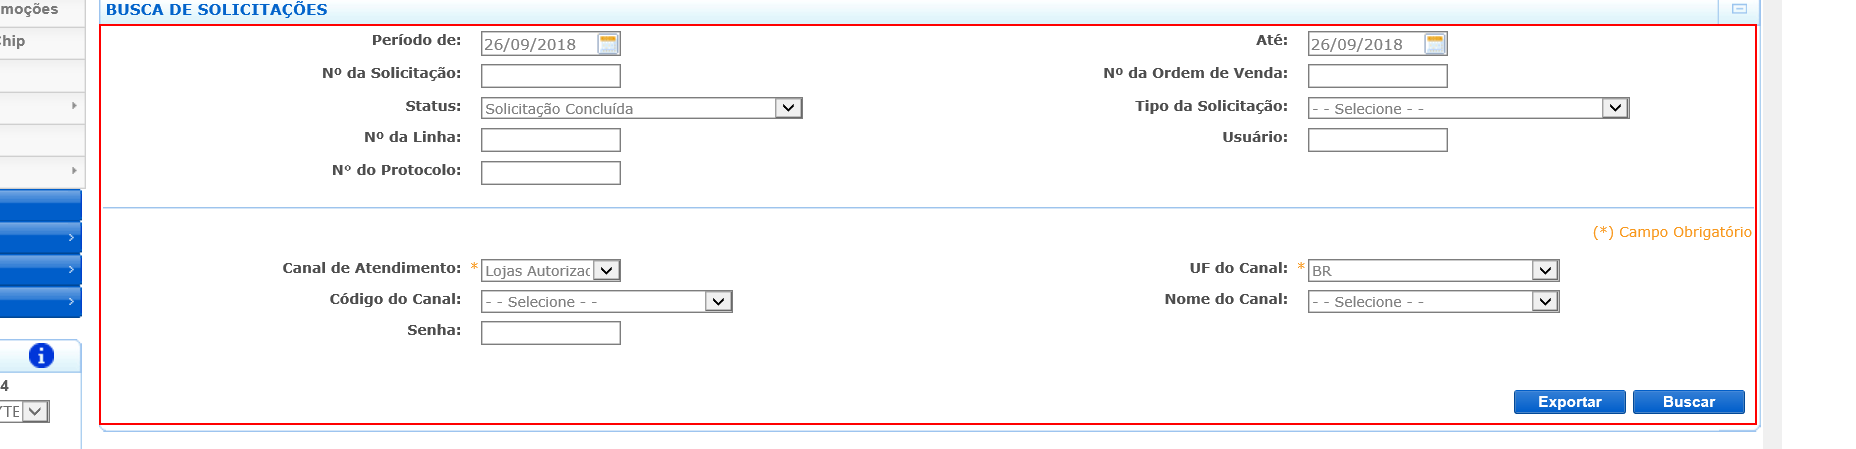 moções
BUSCA DE SOLICITAÇÕES
Chip
Período de: 26/09/2018 Até: 26/09/2018
Nº da Solicitação: Nº da Ordem de Venda:
Status: Solicitação Concluída Tipo da Solicitação: - - Selecione - -
Nº da Linha: Usuário:
Nº do Protocolo:
(*) Campo Obrigatório
Canal de Atendimento: * Lojas Autorizac UF do Canal: * BR
Código do Canal: - - Selecione - - Nome do Canal: - - Selecione - -
Senha:
4
YTE
Exportar Buscar